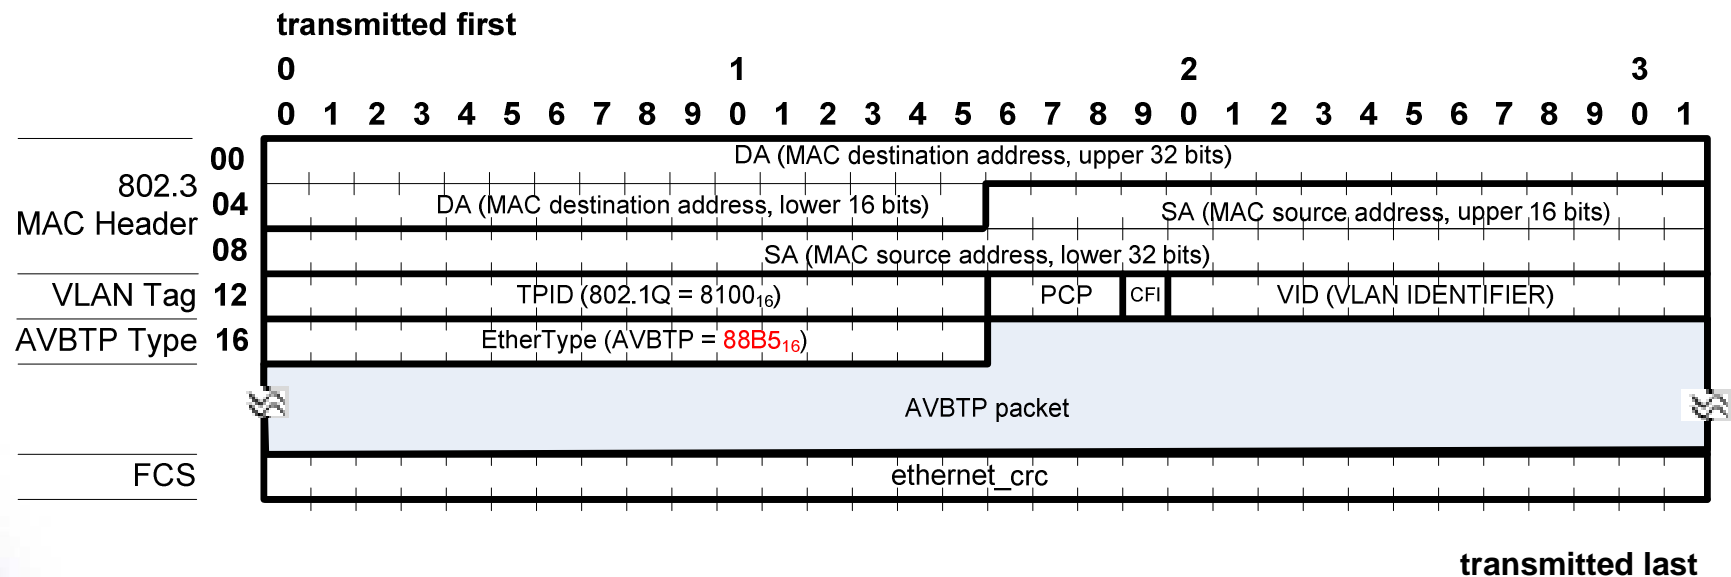 transmitted first
0 1 2 3
0 1 2 3 4 5 6 7 8 9 0 1 2 3 4 5 6 7 8 9 0 1 2 3 4 5 6 7 8 9 0 1
802.3
MAC Header
00 DA (MAC destination address, upper 32 bits)
04 DA (MAC destination address, lower 16 bits) SA (MAC source address, upper 16 bits)
08 SA (MAC source address, lower 32 bits)
VLAN Tag 12 TPID (802.1Q = 8100₁₆) PCP CFI VID (VLAN IDENTIFIER)
AVBTP Type 16 EtherType (AVBTP = 88B5₁₆)
AVBTP packet
FCS ethernet_crc
transmitted last